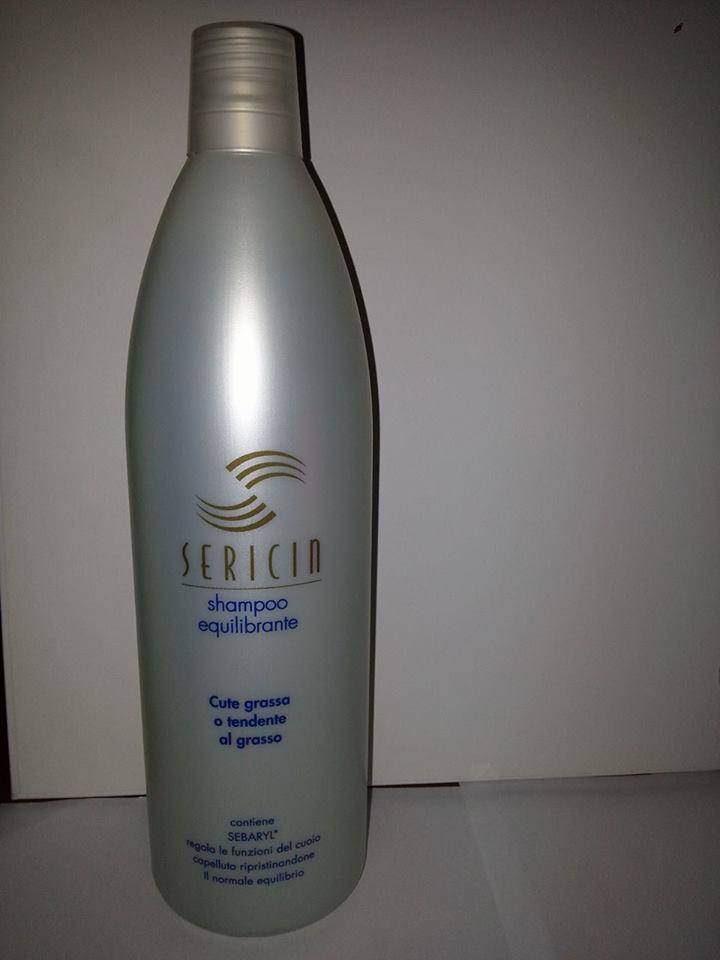 SERICIN
shampoo
equilibrante
Cute grassa
o tendente
al grasso
contiene
SEBARYL*
regola le funzioni del cuoio
capelluto ripristinandone
Il normale equilibrio